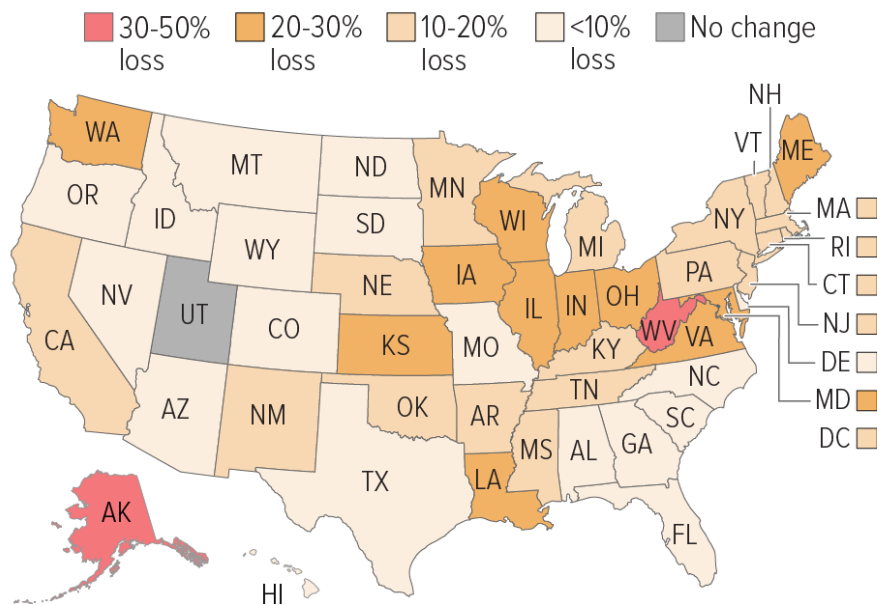 30-50% loss
20-30% loss
10-20% loss
<10% loss
No change
NH
VT
ME
WA
MT
ND
MN
OR
ID
WI
NY
MA
SD
MI
RI
WY
CT
PA
IA
NE
NV
OH
IL
IN
NJ
UT
CO
WV
VA
CA
KS
MO
KY
DE
NC
TN
MD
AZ
NM
OK
AR
SC
DC
MS
AL
GA
LA
TX
AK
FL
HI